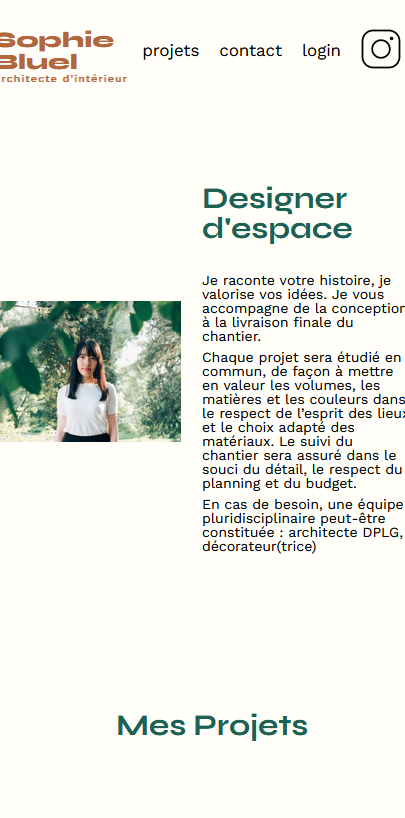 Sophie
Bluel
architecte d'intérieur
projets contact login
Designer
d'espace
Je raconte votre histoire, je
valorise vos idées. Je vous
accompagne de la conception
à la livraison finale du
chantier.
Chaque projet sera étudié en
commun, de façon à mettre
en valeur les volumes, les
matières et les couleurs dans
le respect de l’esprit des lieux
et le choix adapté des
matériaux. Le suivi du
chantier sera assuré dans le
souci du détail, le respect du
planning et du budget.
En cas de besoin, une équipe
pluridisciplinaire peut-être
constituée : architecte DPLG,
décorateur(trice)
Mes Projets